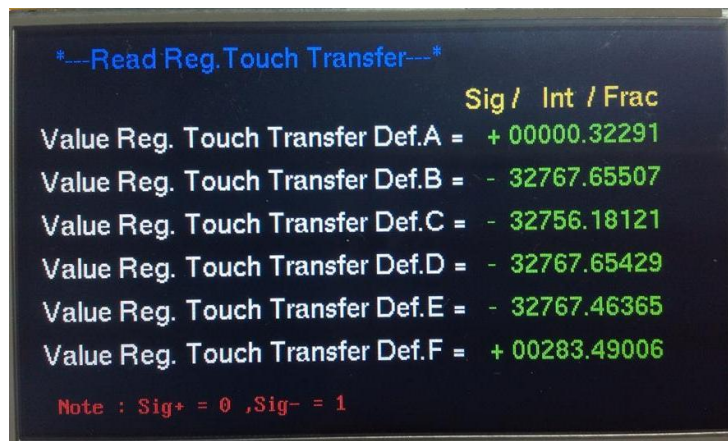 *---Read Reg.Touch Transfer---*
Sig / Int / Frac
Value Reg. Touch Transfer Def.A = + 00000.32291
Value Reg. Touch Transfer Def.B = - 32767.65507
Value Reg. Touch Transfer Def.C = - 32756.18121
Value Reg. Touch Transfer Def.D = - 32767.65429
Value Reg. Touch Transfer Def.E = - 32767.46365
Value Reg. Touch Transfer Def.F = + 00283.49006
Note : Sig+ = 0 ,Sig- = 1